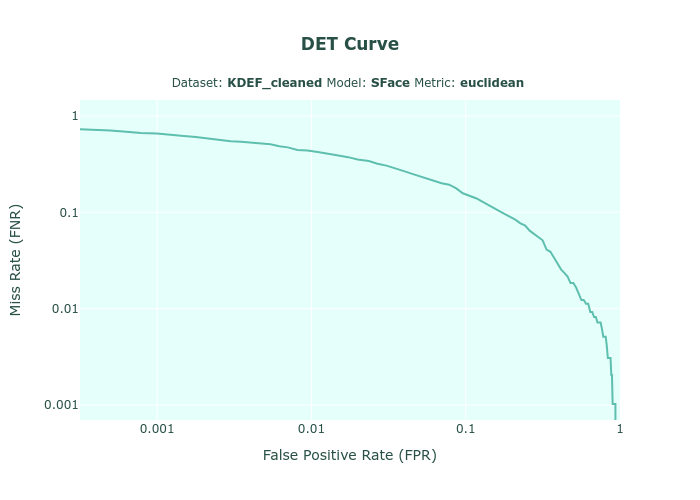 DET Curve
Dataset: KDEF_cleaned Model: SFace Metric: euclidean
1
0.1
0.01
0.001
Miss Rate (FNR)
0.001 0.01 0.1 1
False Positive Rate (FPR)